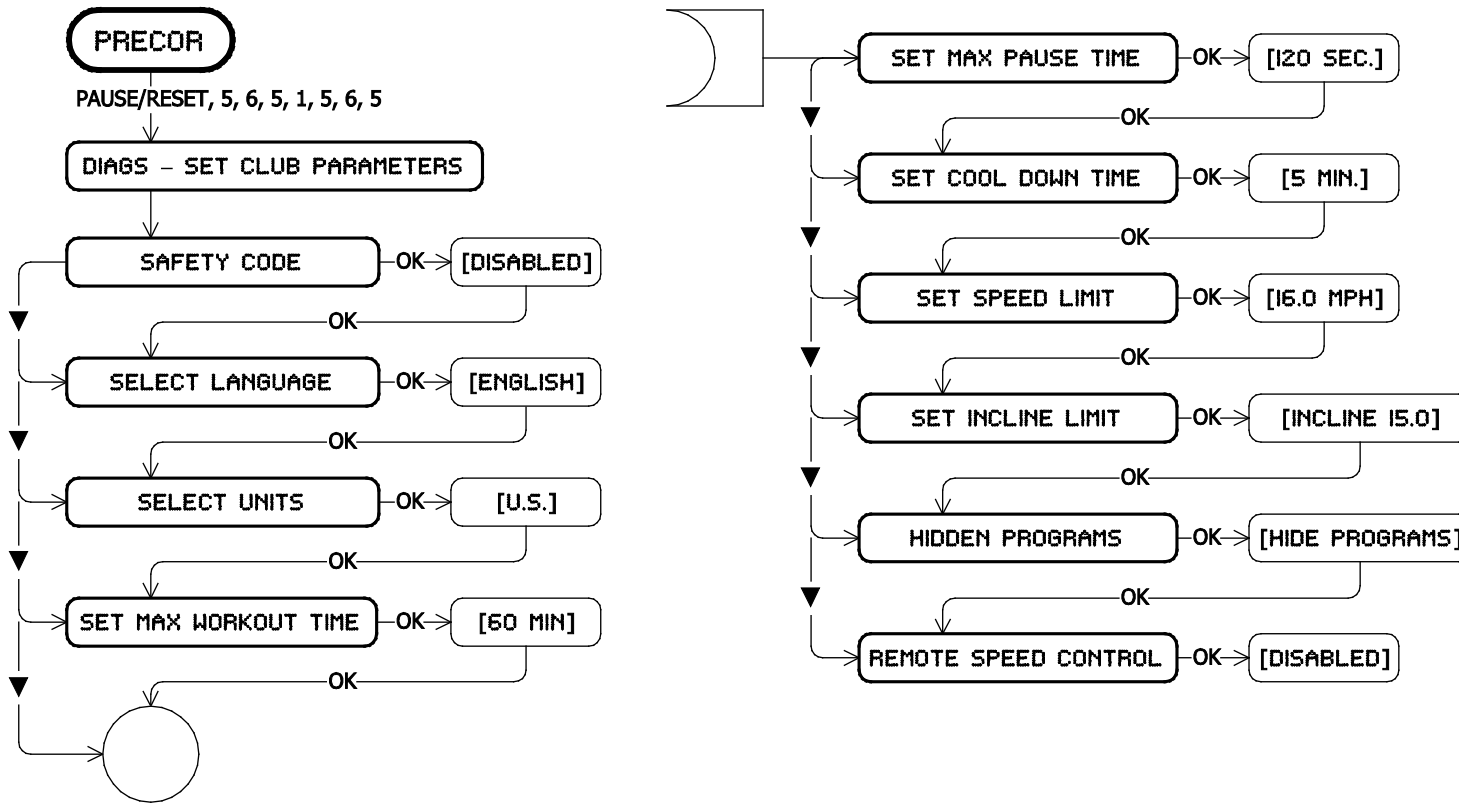 PRECOR
PAUSE/RESET, 5, 6, 5, 1, 5, 6, 5
DIAGS – SET CLUB PARAMETERS
SAFETY CODE
OK
[DISABLED]
OK
SELECT LANGUAGE
OK
[ENGLISH]
OK
SELECT UNITS
OK
[U.S.]
OK
SET MAX WORKOUT TIME
OK
[60 MIN]
OK
SET MAX PAUSE TIME
OK
[120 SEC.]
OK
SET COOL DOWN TIME
OK
[5 MIN.]
OK
SET SPEED LIMIT
OK
[16.0 MPH]
OK
SET INCLINE LIMIT
OK
[INCLINE 15.0]
OK
HIDDEN PROGRAMS
OK
[HIDE PROGRAMS]
OK
REMOTE SPEED CONTROL
OK
[DISABLED]